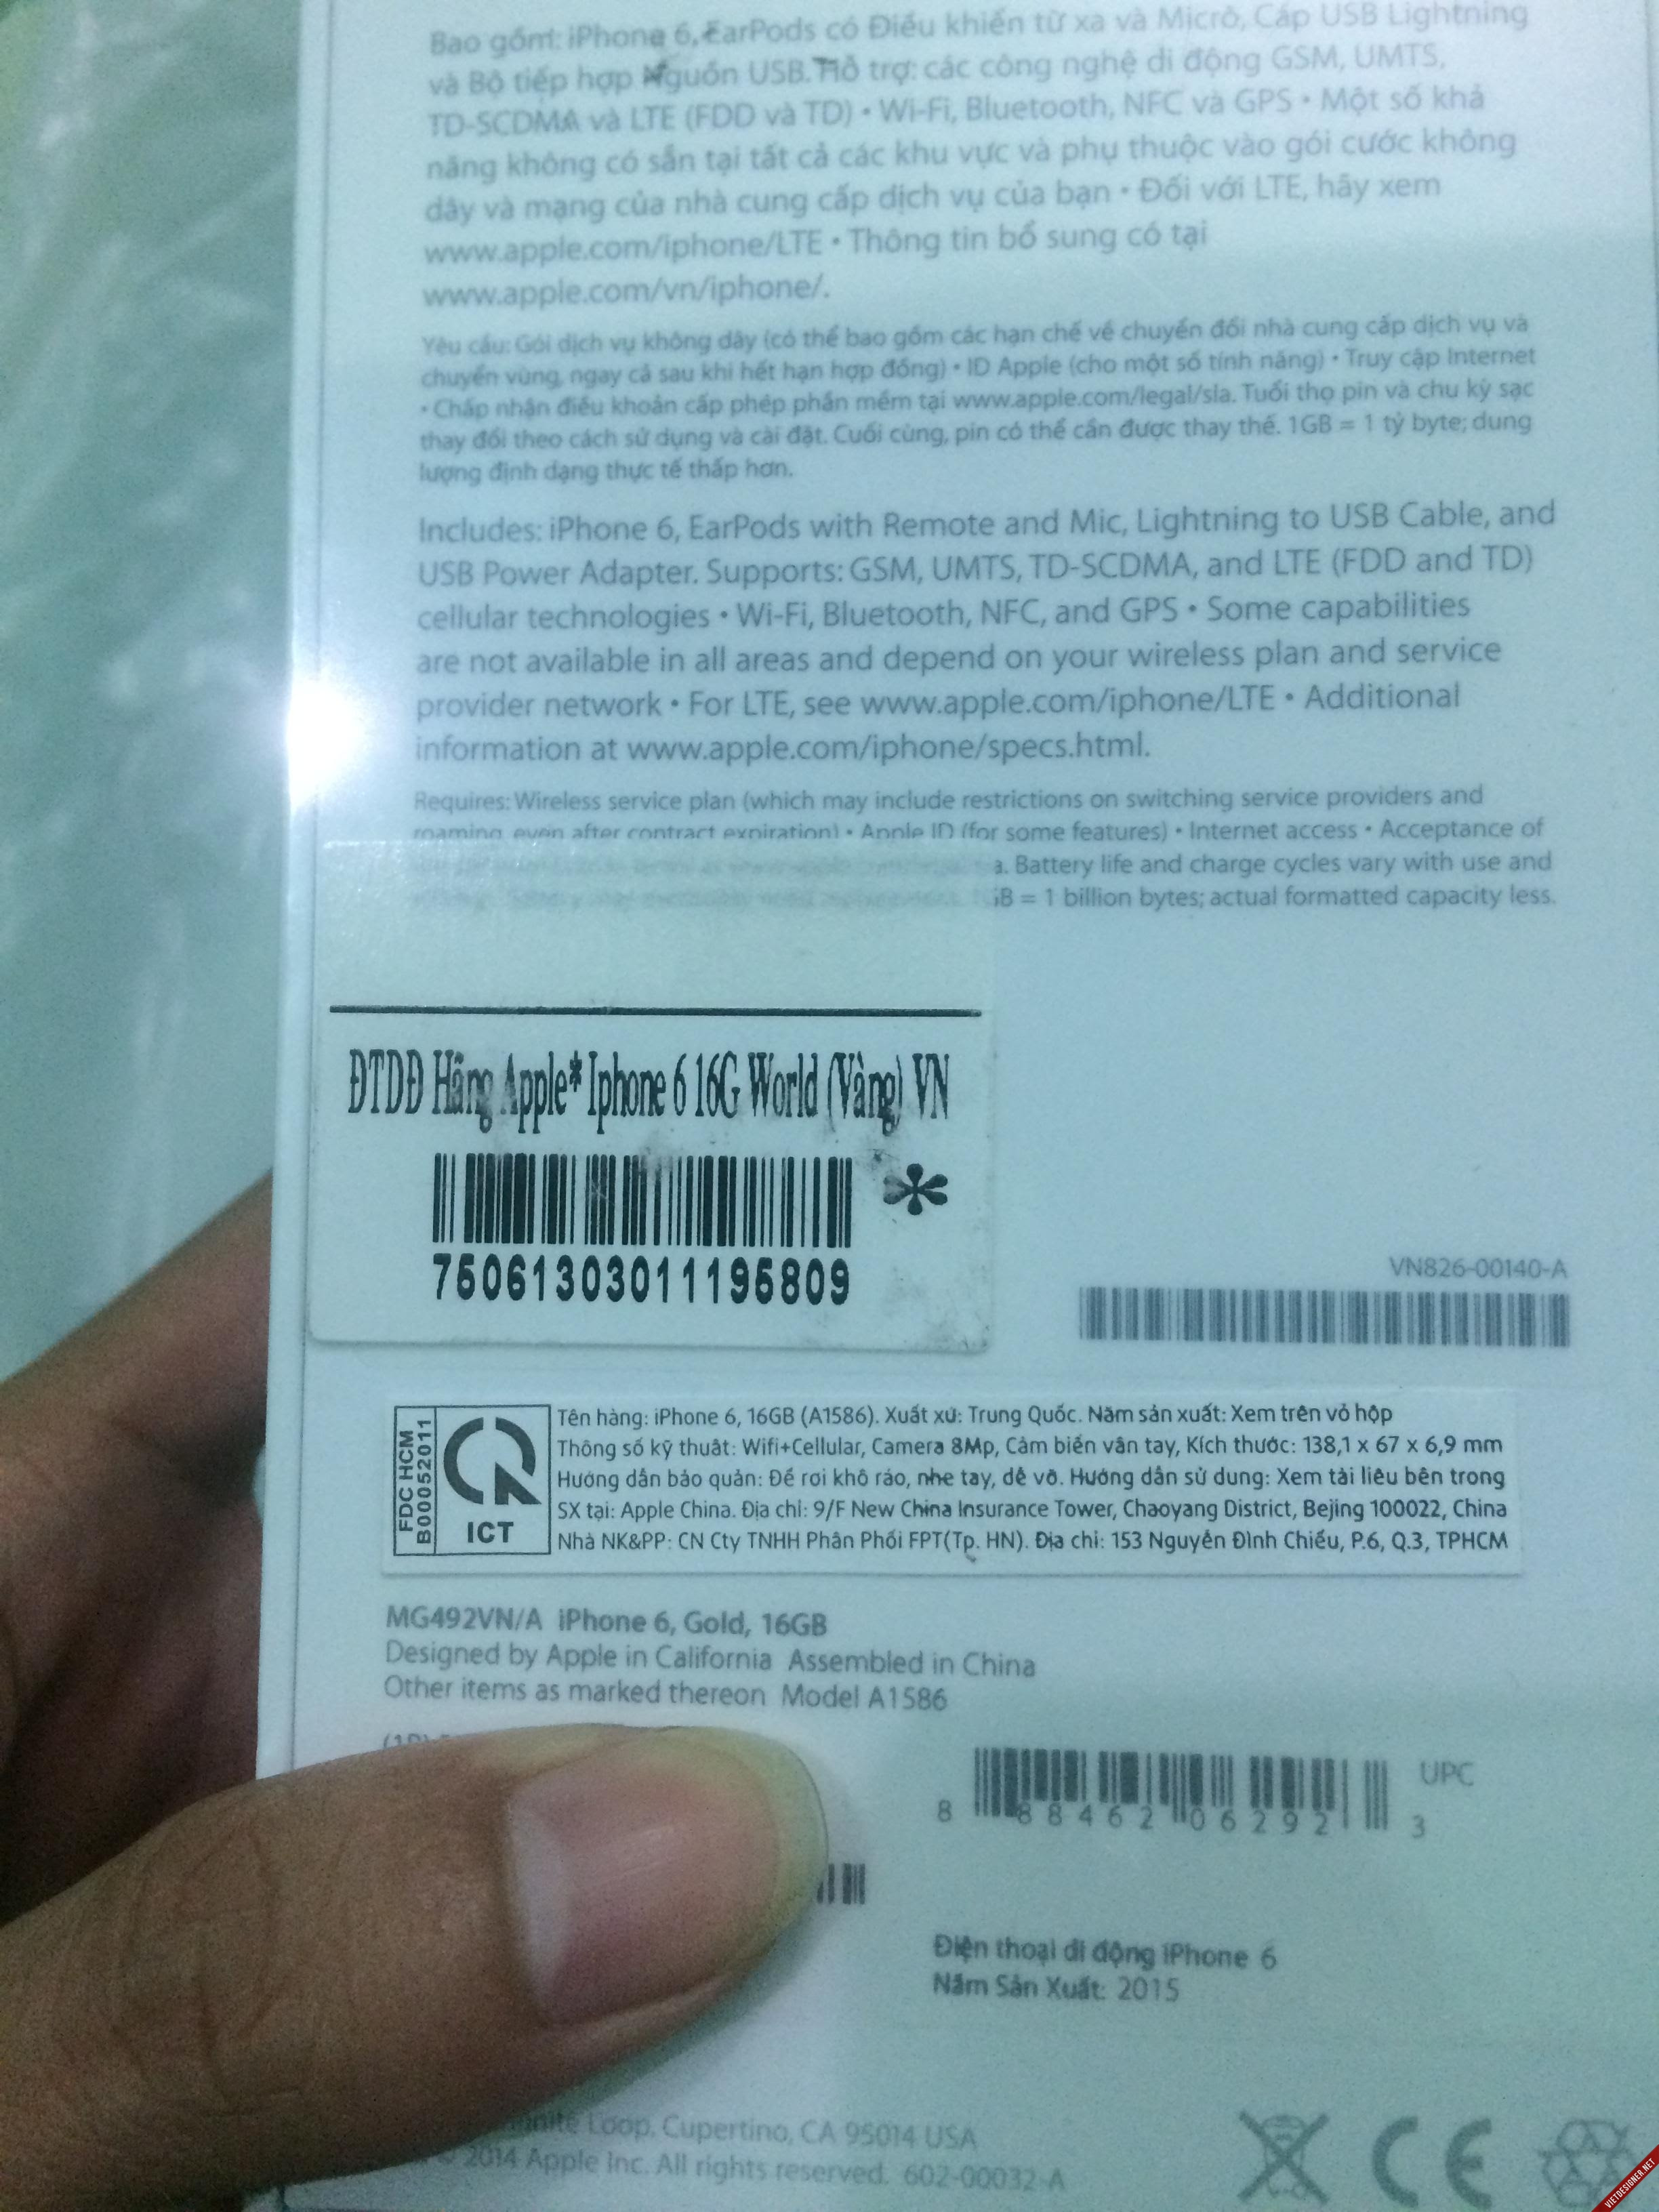 Bao gồm: iPhone 6, EarPods có Điều khiển từ xa và Micrô, Cáp USB Lightning
và Bộ tiếp hợp Nguồn USB. Hỗ trợ: các công nghệ di động GSM, UMTS,
TD-SCDMA và LTE (FDD và TD) • Wi-Fi, Bluetooth, NFC và GPS • Một số khả
năng không có sẵn tại tất cả các khu vực và phụ thuộc vào gói cước không
dây và mạng của nhà cung cấp dịch vụ của bạn • Đối với LTE, hãy xem
www.apple.com/iphone/LTE • Thông tin bổ sung có tại
www.apple.com/vn/iphone/.
Yêu cầu: Gói dịch vụ không dây (có thể bao gồm các hạn chế về chuyển đổi nhà cung cấp dịch vụ và
chuyển vùng, ngay cả sau khi hết hạn hợp đồng) • ID Apple (cho một số tính năng) • Truy cập Internet
• Chấp nhận điều khoản cấp phép phần mềm tại www.apple.com/legal/sla. Tuổi thọ pin và chu kỳ sạc
thay đổi theo cách sử dụng và cài đặt. Cuối cùng, pin có thể cần được thay thế. 1GB = 1 tỷ byte; dung
lượng định dạng thực tế thấp hơn.
Includes: iPhone 6, EarPods with Remote and Mic, Lightning to USB Cable, and
USB Power Adapter. Supports: GSM, UMTS, TD-SCDMA, and LTE (FDD and TD)
cellular technologies • Wi-Fi, Bluetooth, NFC, and GPS • Some capabilities
are not available in all areas and depend on your wireless plan and service
provider network • For LTE, see www.apple.com/iphone/LTE • Additional
information at www.apple.com/iphone/specs.html.
Requires: Wireless service plan (which may include restrictions on switching service providers and
roaming, even after contract expiration) • Apple ID (for some features) • Internet access • Acceptance of
a. Battery life and charge cycles vary with use and
= 1 billion bytes; actual formatted capacity less.
ĐTDĐ Hãng Apple* Iphone 6 16G World (Vàng) VN
*
75061303011195809
VN826-00140-A
FDC HCM
B000052011
ICT
Tên hàng: iPhone 6, 16GB (A1586). Xuất xứ: Trung Quốc. Năm sản xuất: Xem trên vỏ hộp
Thông số kỹ thuật: Wifi+Cellular, Camera 8Mp, Cảm biến vân tay, Kích thước: 138,1 x 67 x 6,9 mm
Hướng dẫn bảo quản: Để rơi khô ráo, nhẹ tay, dễ vỡ. Hướng dẫn sử dụng: Xem tài liệu bên trong
SX tại: Apple China. Địa chỉ: 9/F New China Insurance Tower, Chaoyang District, Bejing 100022, China
Nhà NK&PP: CN Cty TNHH Phân Phối FPT(Tp. HN). Địa chỉ: 153 Nguyễn Đình Chiểu, P.6, Q.3, TPHCM
MG492VN/A iPhone 6, Gold, 16GB
Designed by Apple in California Assembled in China
Other items as marked thereon Model A1586
UPC
8 88462 06292 3
Điện thoại di động iPhone 6
Năm Sản Xuất: 2015
Loop, Cupertino, CA 95014 USA
© 2014 Apple Inc. All rights reserved. 602-00032-A
CE
VIETDESIGNER.NET